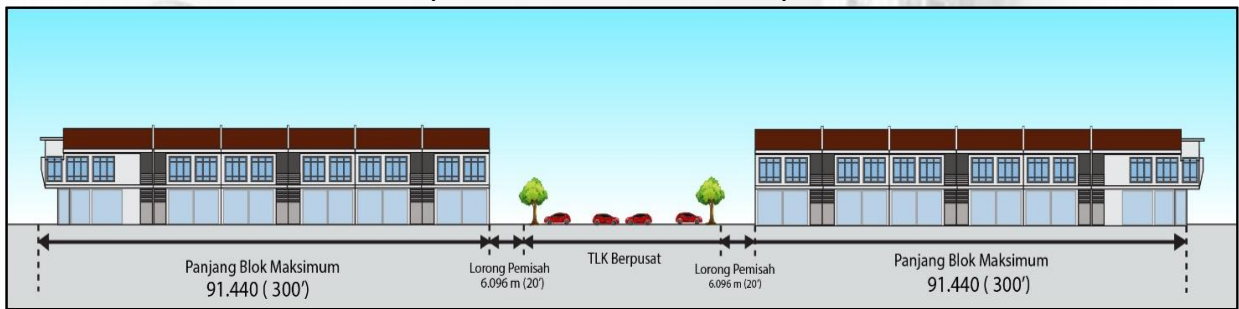 Panjang Blok Maksimum
91.440 ( 300')
Lorong Pemisah
6.096 m (20')
TLK Berpusat
Lorong Pemisah
6.096 m (20')
Panjang Blok Maksimum
91.440 ( 300')